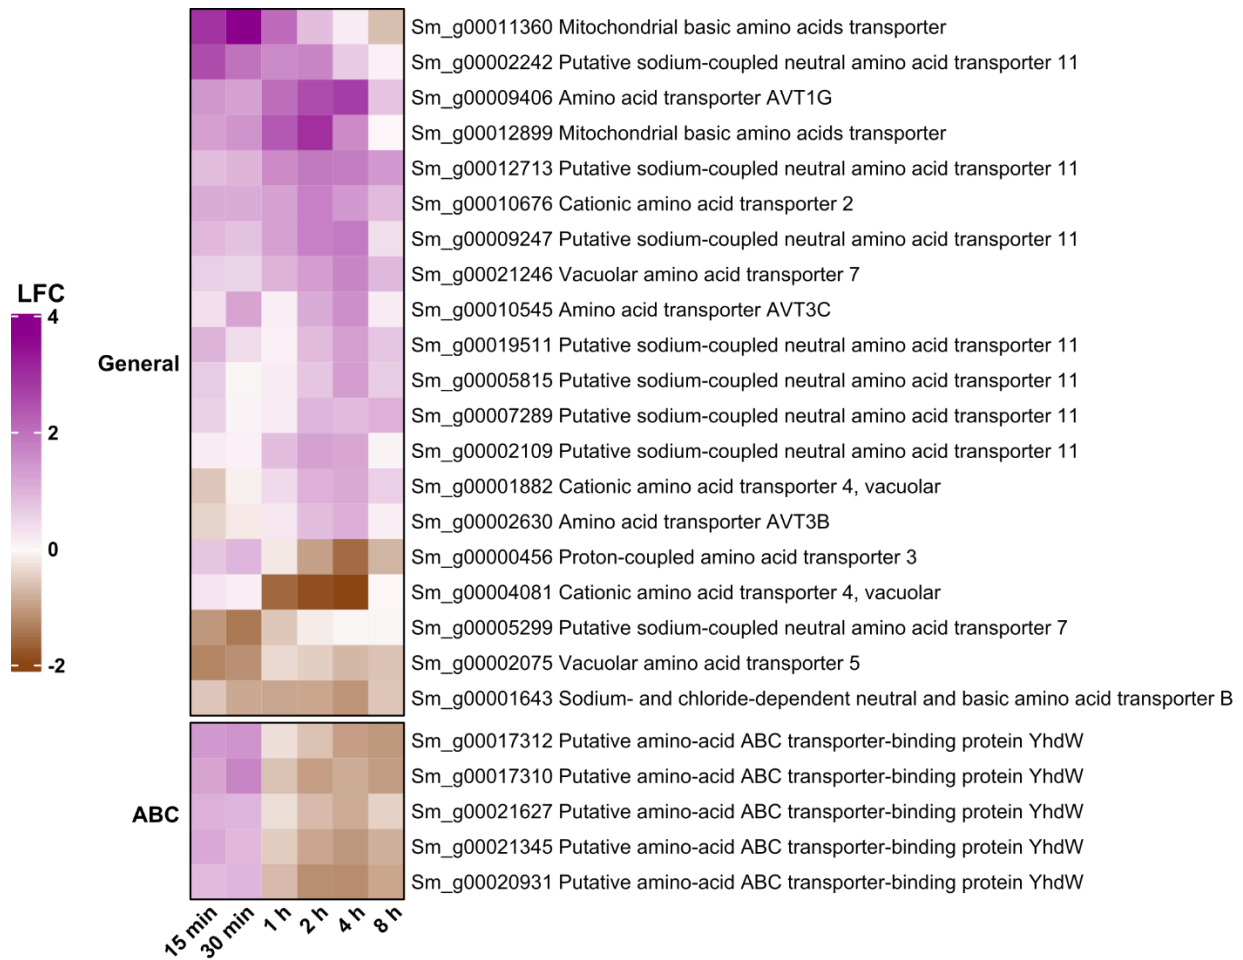 LFC
4
2
0
-2
General
Sm_g00011360 Mitochondrial basic amino acids transporter
Sm_g00002242 Putative sodium-coupled neutral amino acid transporter 11
Sm_g00009406 Amino acid transporter AVT1G
Sm_g00012899 Mitochondrial basic amino acids transporter
Sm_g00012713 Putative sodium-coupled neutral amino acid transporter 11
Sm_g00010676 Cationic amino acid transporter 2
Sm_g00009247 Putative sodium-coupled neutral amino acid transporter 11
Sm_g00021246 Vacuolar amino acid transporter 7
Sm_g00010545 Amino acid transporter AVT3C
Sm_g00019511 Putative sodium-coupled neutral amino acid transporter 11
Sm_g00005815 Putative sodium-coupled neutral amino acid transporter 11
Sm_g00007289 Putative sodium-coupled neutral amino acid transporter 11
Sm_g00002109 Putative sodium-coupled neutral amino acid transporter 11
Sm_g00001882 Cationic amino acid transporter 4, vacuolar
Sm_g00002630 Amino acid transporter AVT3B
Sm_g00000456 Proton-coupled amino acid transporter 3
Sm_g00004081 Cationic amino acid transporter 4, vacuolar
Sm_g00005299 Putative sodium-coupled neutral amino acid transporter 7
Sm_g00002075 Vacuolar amino acid transporter 5
Sm_g00001643 Sodium- and chloride-dependent neutral and basic amino acid transporter B
ABC
Sm_g00017312 Putative amino-acid ABC transporter-binding protein YhdW
Sm_g00017310 Putative amino-acid ABC transporter-binding protein YhdW
Sm_g00021627 Putative amino-acid ABC transporter-binding protein YhdW
Sm_g00021345 Putative amino-acid ABC transporter-binding protein YhdW
Sm_g00020931 Putative amino-acid ABC transporter-binding protein YhdW
15 min
30 min
1 h
2 h
4 h
8 h